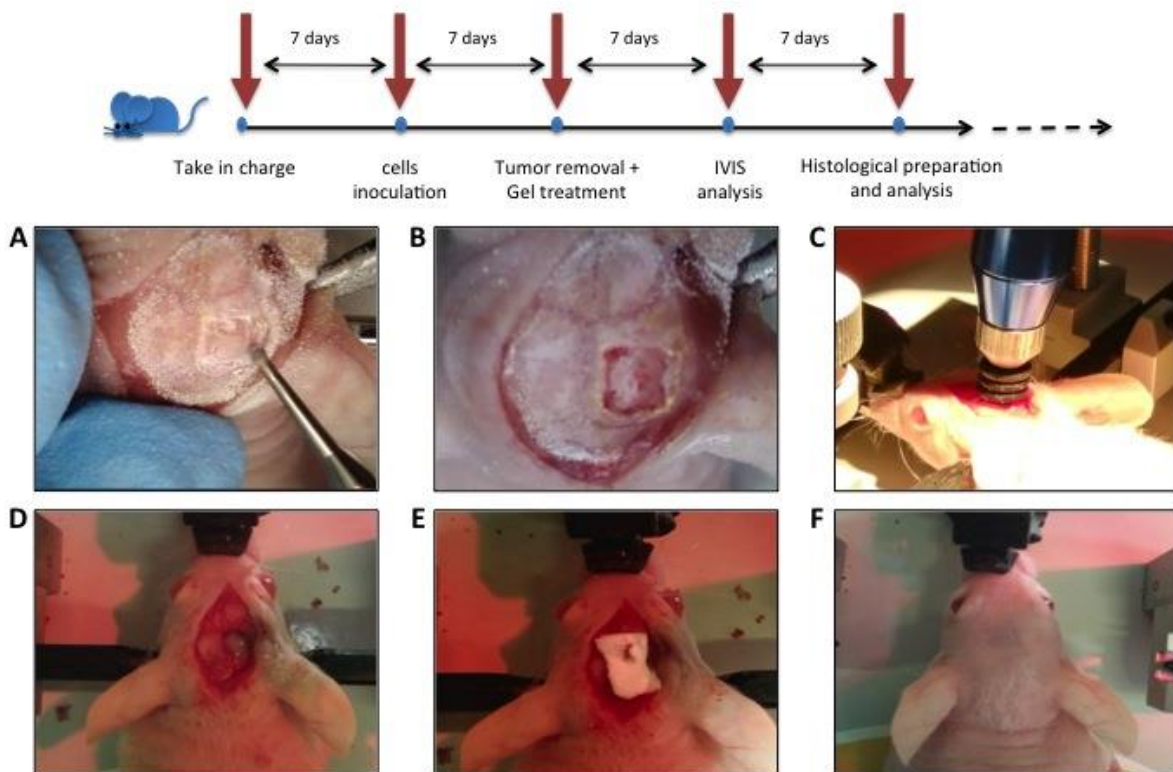 7 days
7 days
7 days
7 days
Take in charge
cells
inoculation
Tumor removal +
Gel treatment
IVIS
analysis
Histological preparation
and analysis
A
B
C
D
E
F